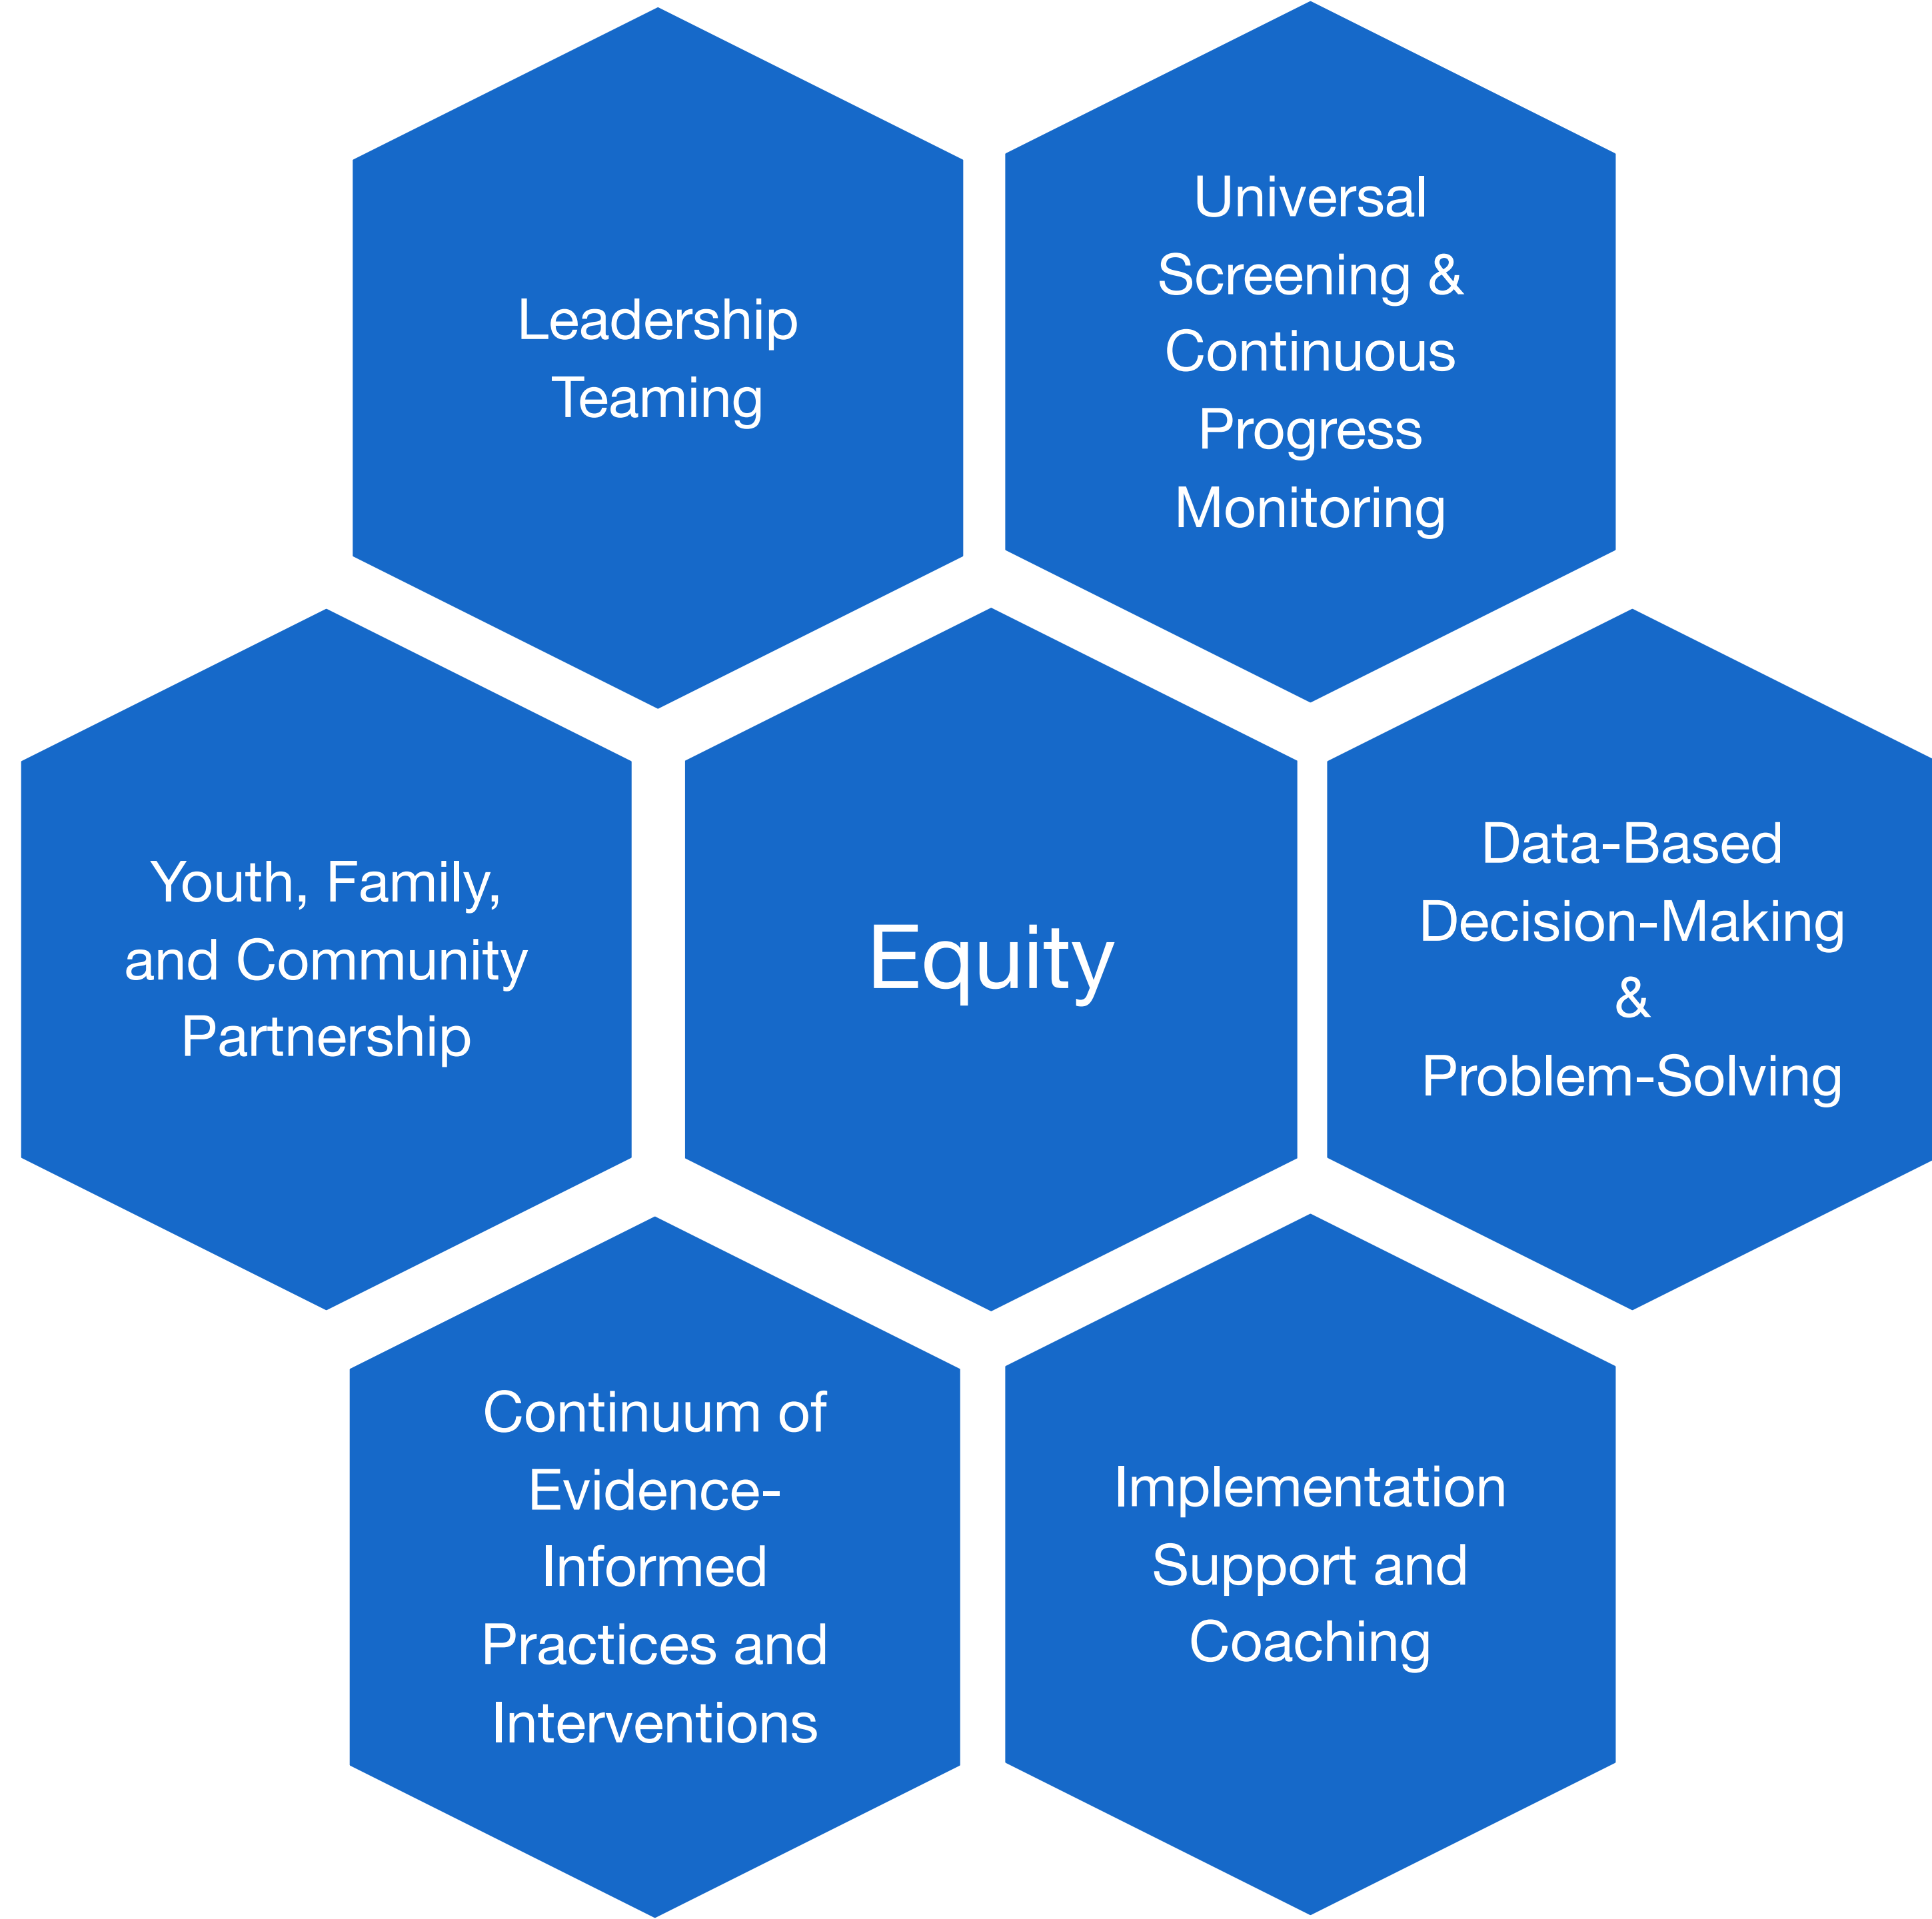 Leadership
Teaming
Universal
Screening &
Continuous
Progress
Monitoring
Youth, Family,
and Community
Partnership
Equity
Data-Based
Decision-Making
&
Problem-Solving
Continuum of
Evidence-
Informed
Practices and
Interventions
Implementation
Support and
Coaching